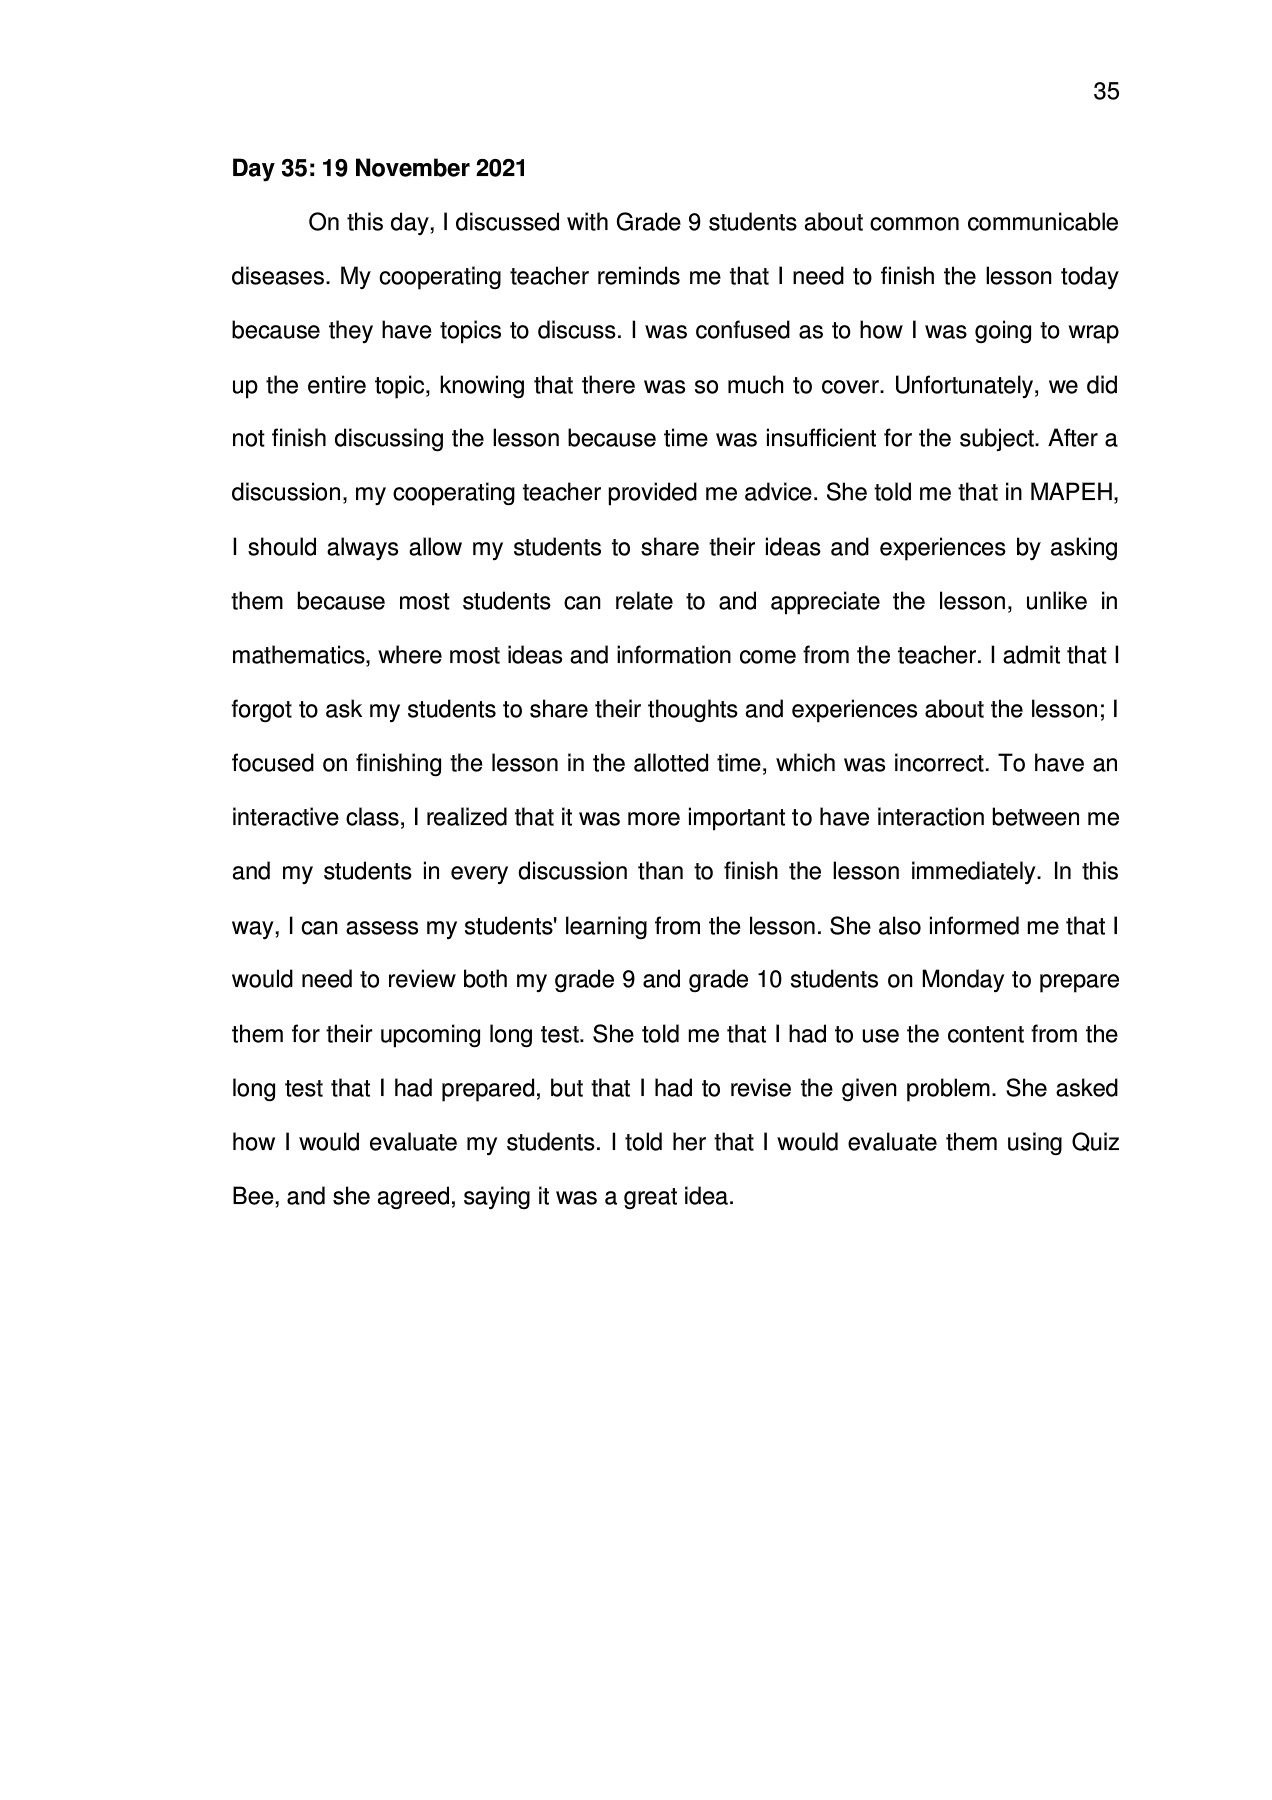 35
Day 35: 19 November 2021
On this day, I discussed with Grade 9 students about common communicable
diseases. My cooperating teacher reminds me that I need to finish the lesson today
because they have topics to discuss. I was confused as to how I was going to wrap
up the entire topic, knowing that there was so much to cover. Unfortunately, we did
not finish discussing the lesson because time was insufficient for the subject. After a
discussion, my cooperating teacher provided me advice. She told me that in MAPEH,
I should always allow my students to share their ideas and experiences by asking
them because most students can relate to and appreciate the lesson, unlike in
mathematics, where most ideas and information come from the teacher. I admit that I
forgot to ask my students to share their thoughts and experiences about the lesson; I
focused on finishing the lesson in the allotted time, which was incorrect. To have an
interactive class, I realized that it was more important to have interaction between me
and my students in every discussion than to finish the lesson immediately. In this
way, I can assess my students' learning from the lesson. She also informed me that I
would need to review both my grade 9 and grade 10 students on Monday to prepare
them for their upcoming long test. She told me that I had to use the content from the
long test that I had prepared, but that I had to revise the given problem. She asked
how I would evaluate my students. I told her that I would evaluate them using Quiz
Bee, and she agreed, saying it was a great idea.